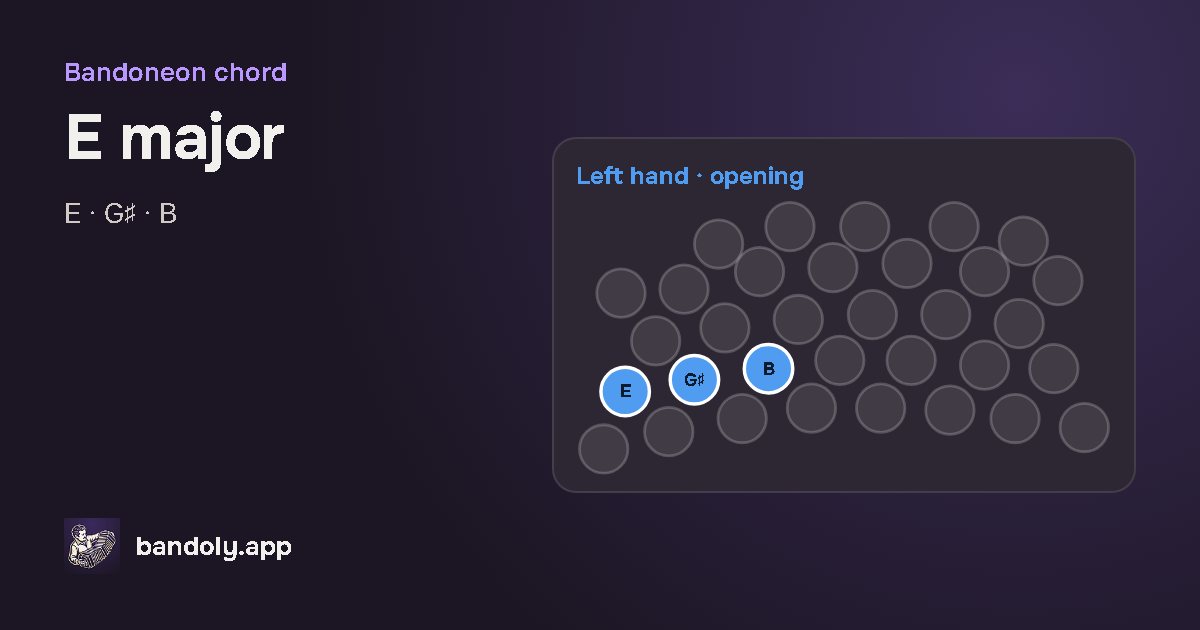 Bandoneon chord
E major
E · G♯ · B
Left hand · opening
E
G♯
B
bandoly.app